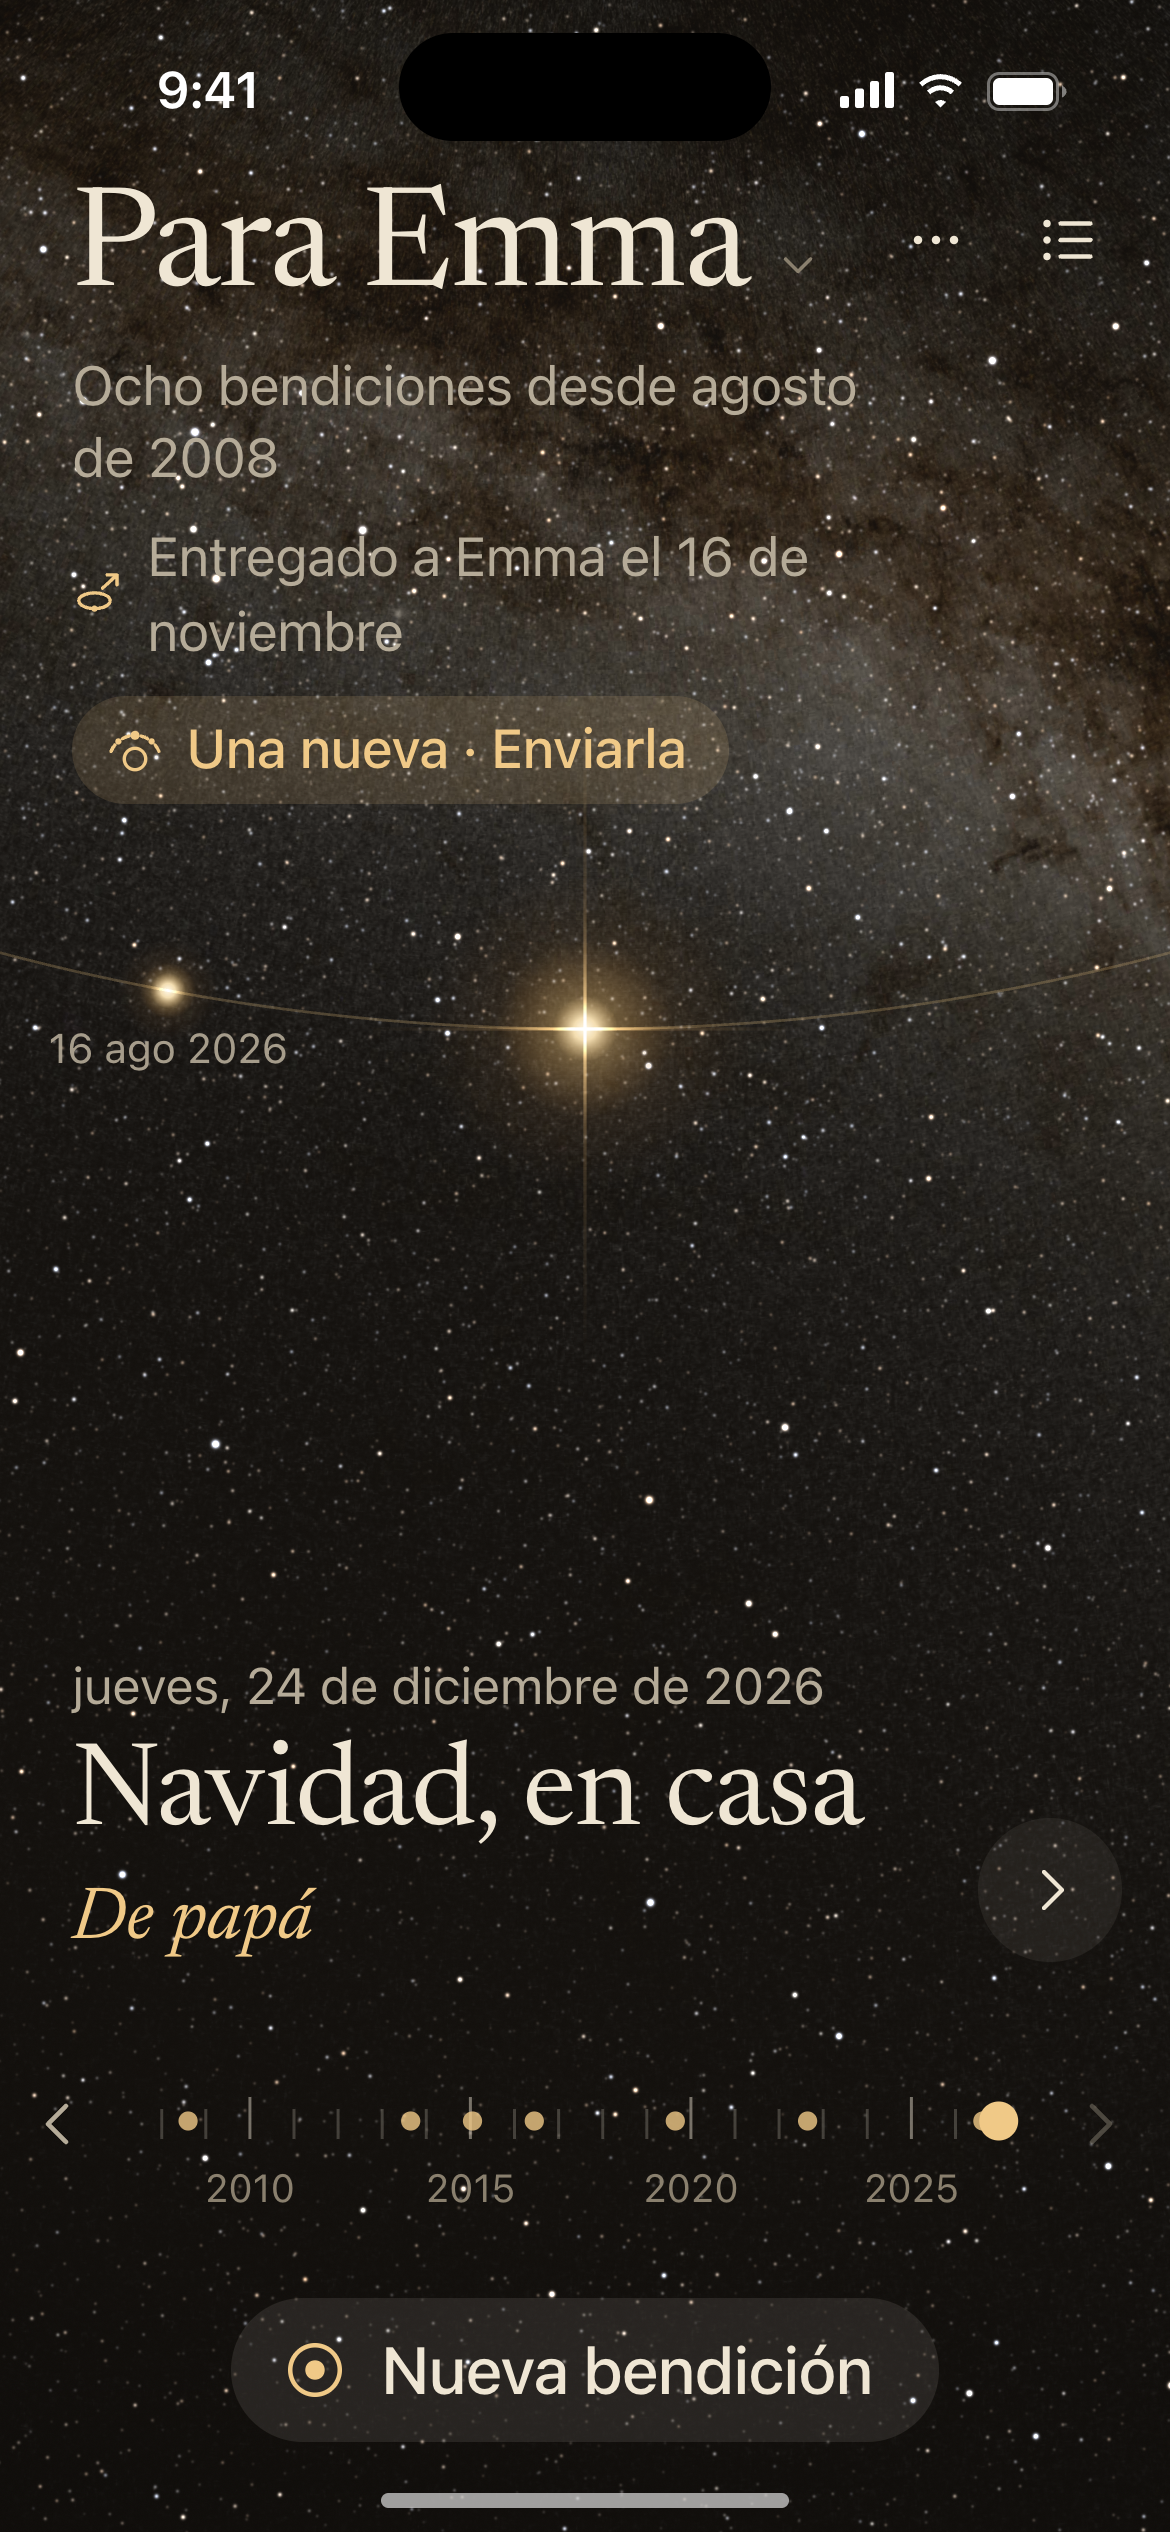 9:41
Para Emma
Ocho bendiciones desde agosto
de 2008
Entregado a Emma el 16 de
noviembre
Una nueva · Enviarla
16 ago 2026
jueves, 24 de diciembre de 2026
Navidad, en casa
De papá
2010 2015 2020 2025
Nueva bendición